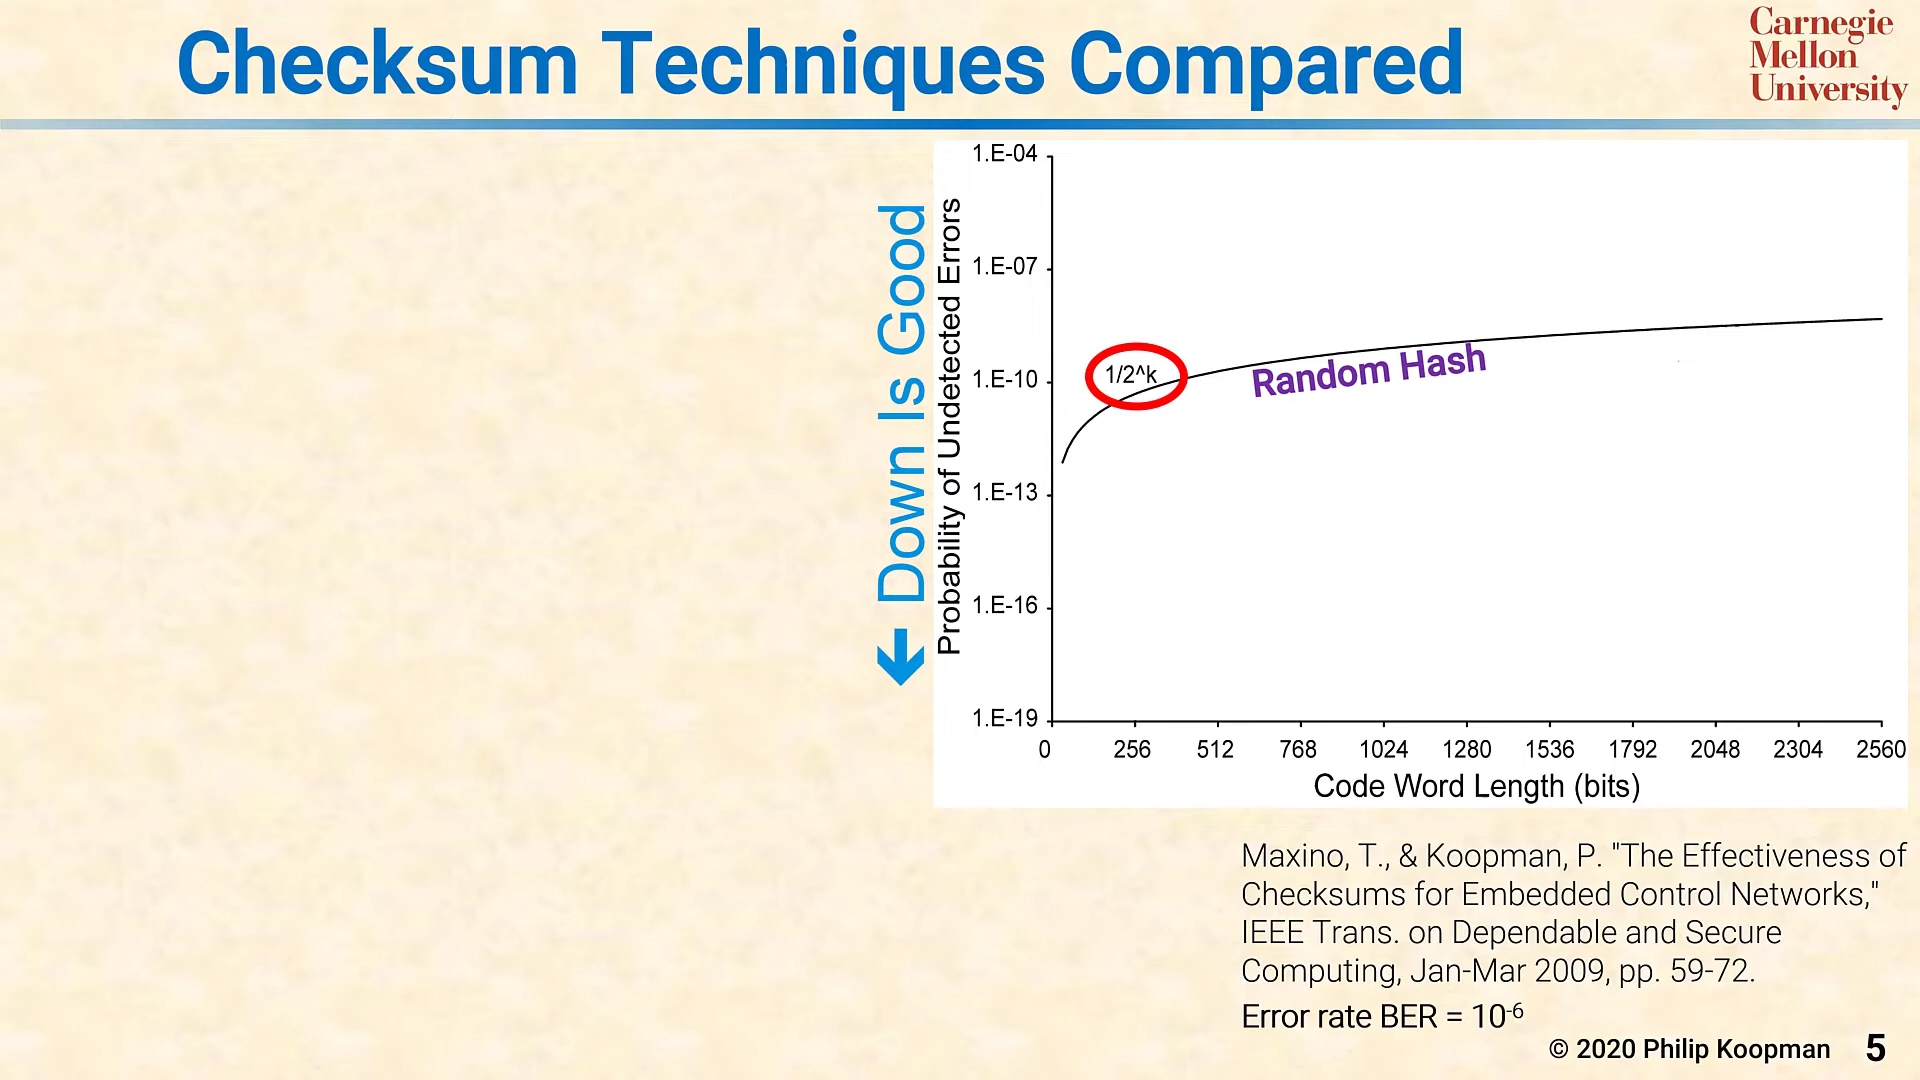 Checksum Techniques Compared
Carnegie
Mellon
University
← Down Is Good
Probability of Undetected Errors
1.E-04
1.E-07
1.E-10
1.E-13
1.E-16
1.E-19
1/2^k
Random Hash
0 256 512 768 1024 1280 1536 1792 2048 2304 2560
Code Word Length (bits)
Maxino, T., & Koopman, P. "The Effectiveness of
Checksums for Embedded Control Networks,"
IEEE Trans. on Dependable and Secure
Computing, Jan-Mar 2009, pp. 59-72.
Error rate BER = 10⁻⁶
© 2020 Philip Koopman 5